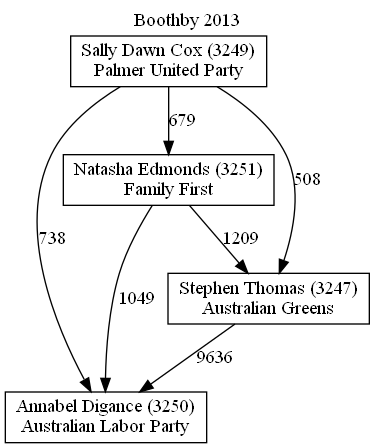 Boothby 2013
Sally Dawn Cox (3249)
Palmer United Party
679
Natasha Edmonds (3251)
Family First
508
738
1209
1049
Stephen Thomas (3247)
Australian Greens
9636
Annabel Digance (3250)
Australian Labor Party